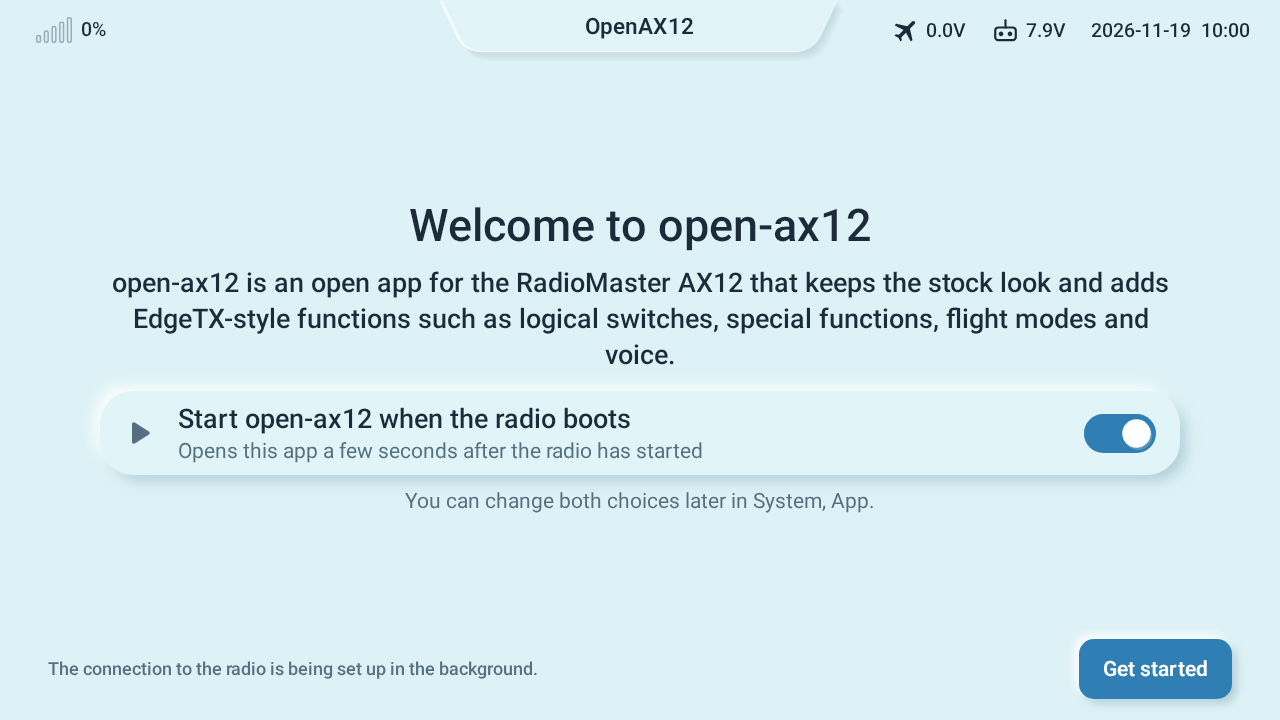 0%
OpenAX12
0.0V
7.9V
2026-11-19 10:00
Welcome to open-ax12
open-ax12 is an open app for the RadioMaster AX12 that keeps the stock look and adds
EdgeTX-style functions such as logical switches, special functions, flight modes and
voice.
Start open-ax12 when the radio boots
Opens this app a few seconds after the radio has started
You can change both choices later in System, App.
The connection to the radio is being set up in the background.
Get started